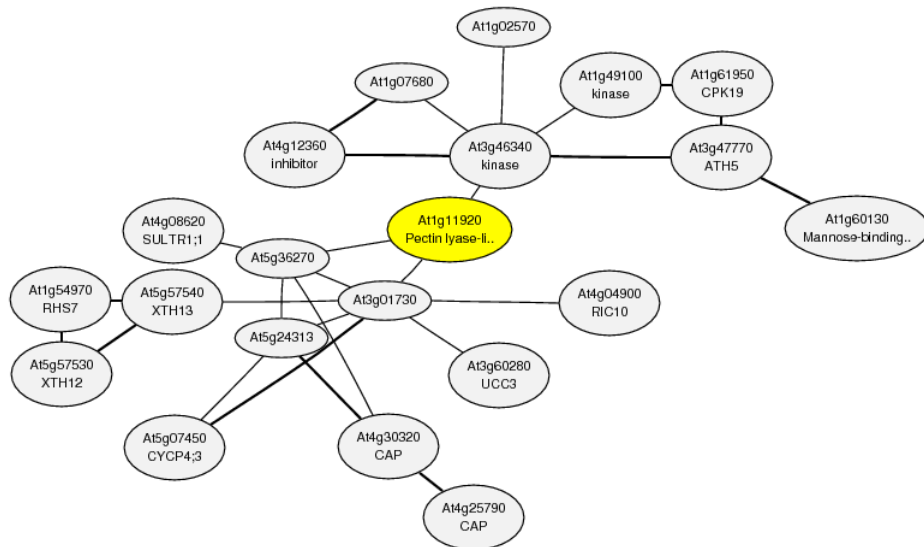 At1g02570
At1g07680
At1g49100
kinase
At1g61950
CPK19
At4g12360
inhibitor
At3g46340
kinase
At3g47770
ATH5
At4g08620
SULTR1;1
At1g11920
Pectin lyase-li..
At1g60130
Mannose-binding..
At5g36270
At1g54970
RHS7
At5g57540
XTH13
At3g01730
At4g04900
RIC10
At5g24313
At5g57530
XTH12
At3g60280
UCC3
At5g07450
CYCP4;3
At4g30320
CAP
At4g25790
CAP